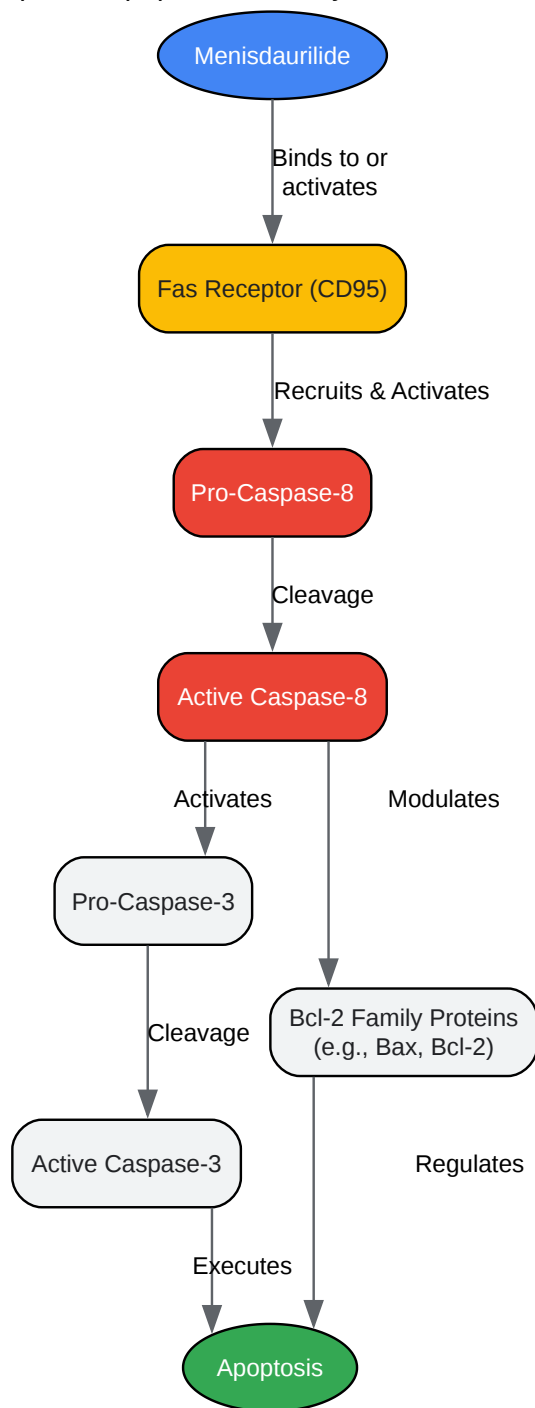 Menisdaurilide
Binds to or
activates
Fas Receptor (CD95)
Recruits & Activates
Pro-Caspase-8
Cleavage
Active Caspase-8
Activates
Modulates
Pro-Caspase-3
Bcl-2 Family Proteins
(e.g., Bax, Bcl-2)
Cleavage
Active Caspase-3
Regulates
Executes
Apoptosis